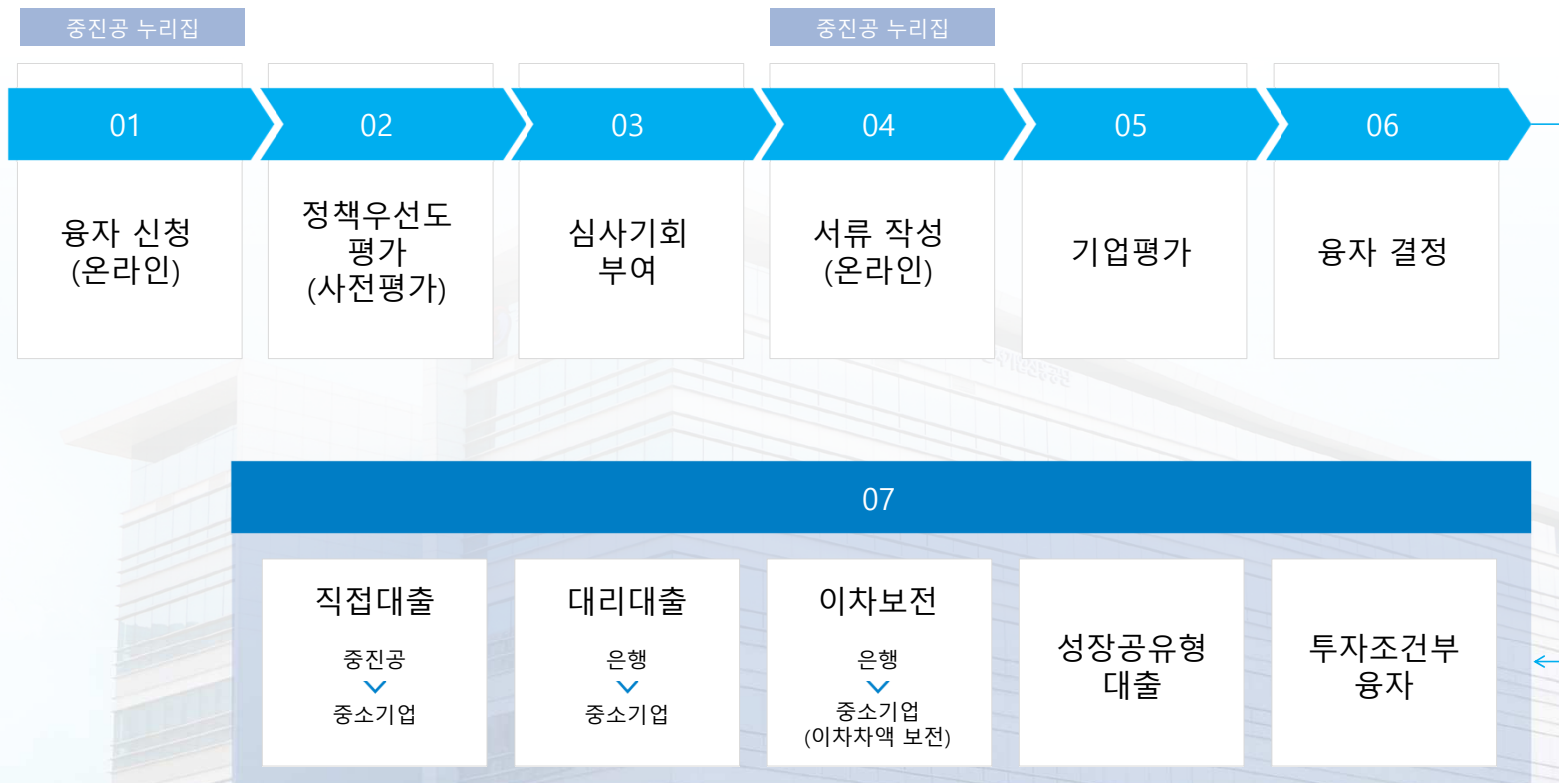 중진공 누리집
중진공 누리집
01
02
03
04
05
06
융자 신청
(온라인)
정책우선도
평가
(사전평가)
심사기회
부여
서류 작성
(온라인)
기업평가
융자 결정
07
직접대출
중진공
중소기업
대리대출
은행
중소기업
이차보전
은행
중소기업
(이차차액 보전)
성장공유형
대출
투자조건부
융자